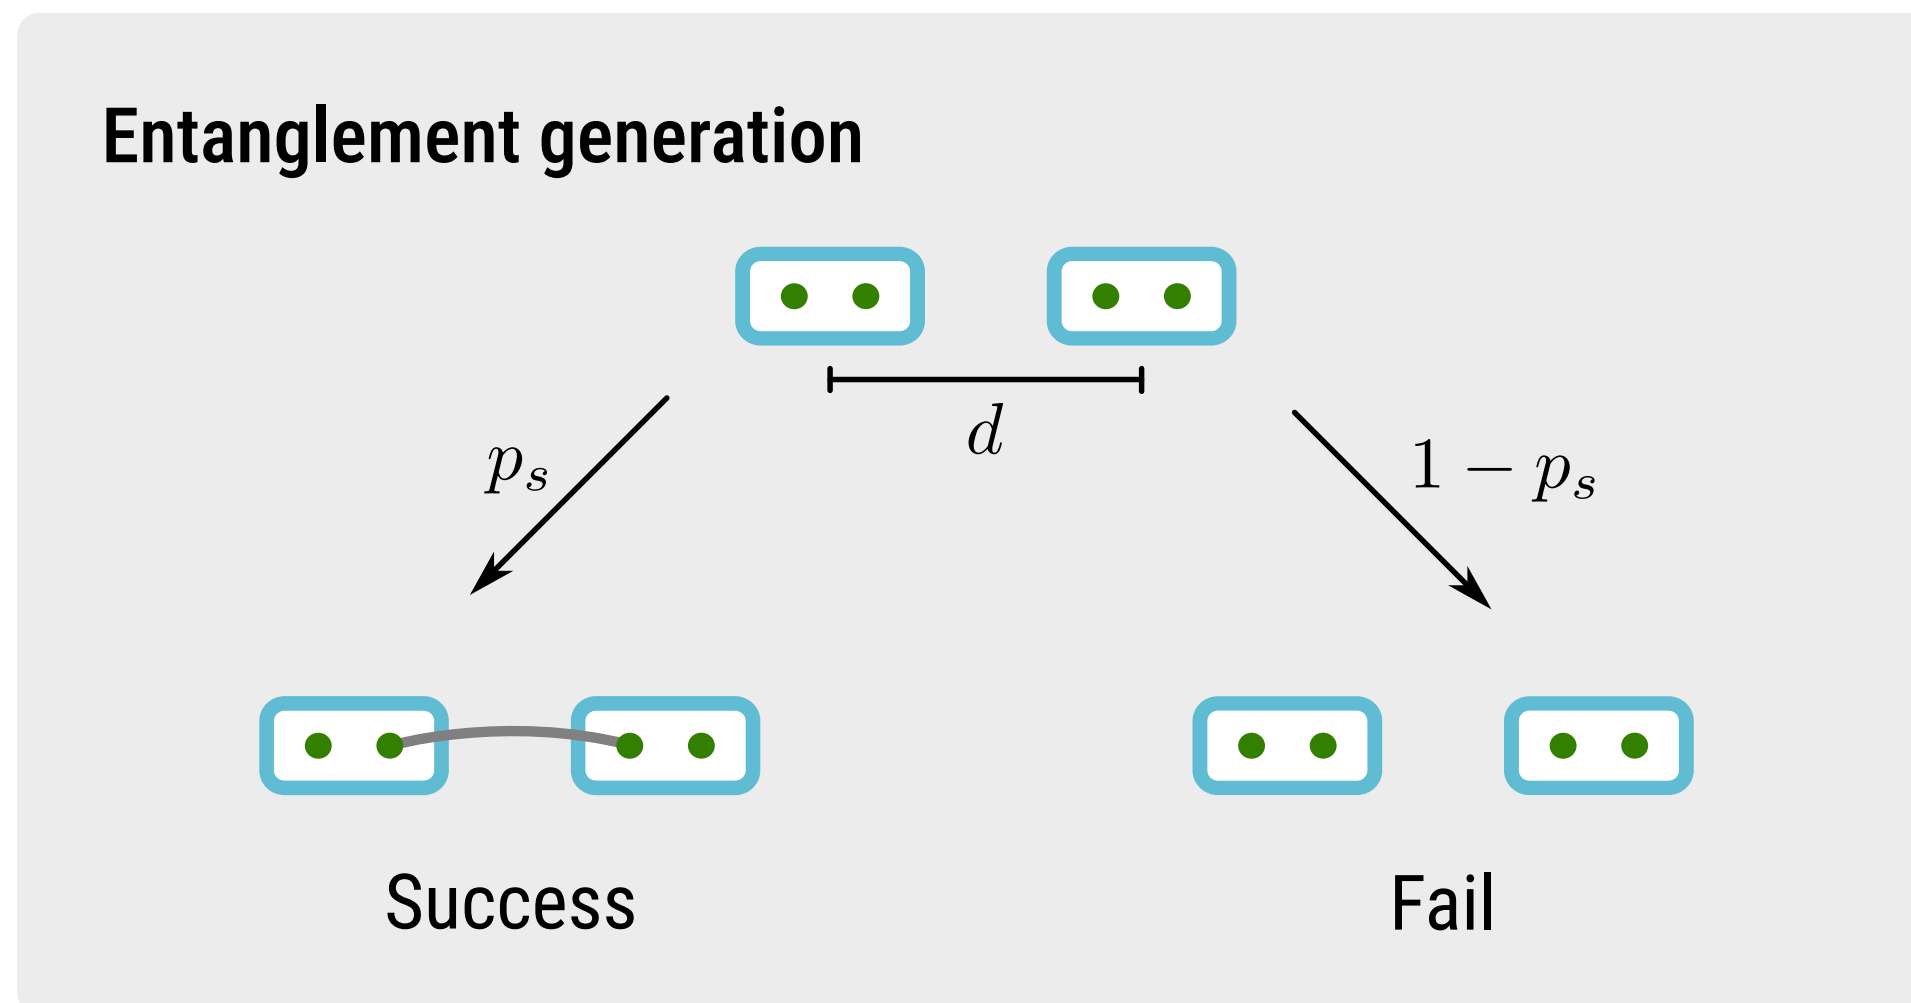 Entanglement generation
d
p_s
1 − p_s
Success
Fail